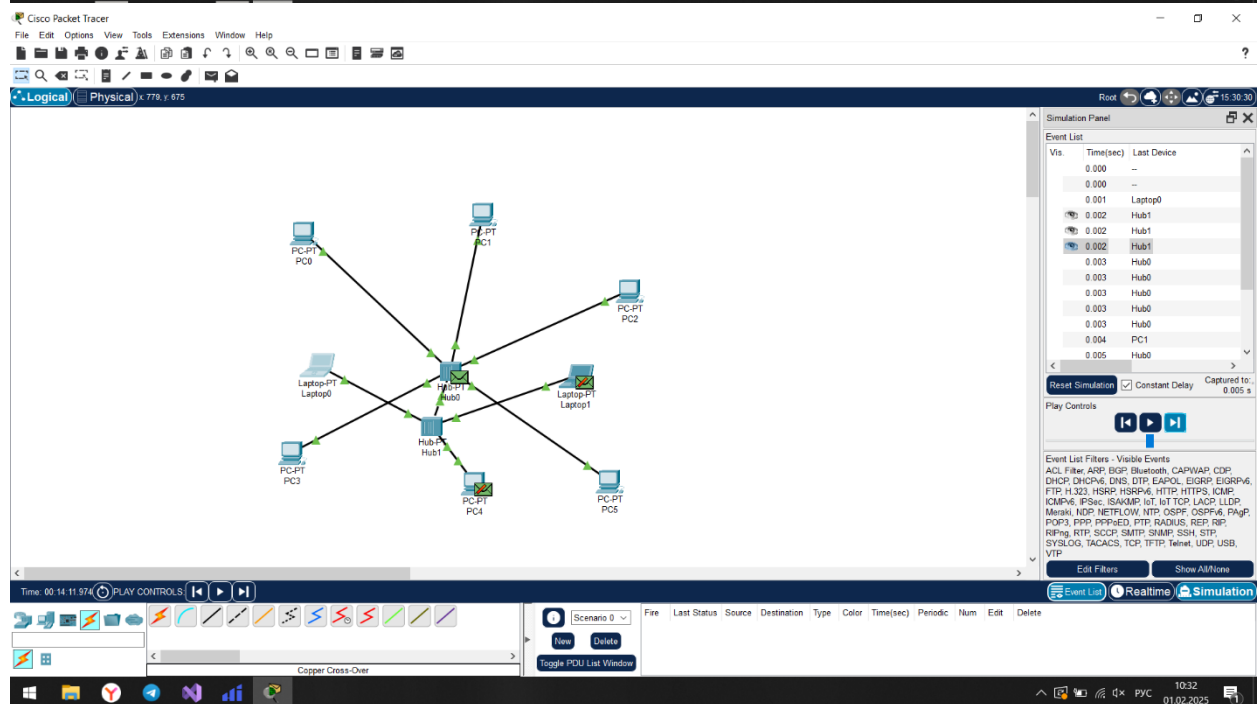 Cisco Packet Tracer
File Edit Options View Tools Extensions Window Help
?
Logical Physical x: 779, y: 675
Root 15:30:30
PC-PT
PC0
PC-PT
PC1
PC-PT
PC2
Laptop-PT
Laptop0
Hub-PT
Hub0
Laptop-PT
Laptop1
Hub-PT
Hub1
PC-PT
PC3
PC-PT
PC4
PC-PT
PC5
Simulation Panel
Event List
Vis. Time(sec) Last Device
0.000 --
0.000 --
0.001 Laptop0
0.002 Hub1
0.002 Hub1
0.002 Hub1
0.003 Hub0
0.003 Hub0
0.003 Hub0
0.003 Hub0
0.003 Hub0
0.004 PC1
0.005 Hub0
Reset Simulation Constant Delay Captured to:
0.005 s
Play Controls
Event List Filters - Visible Events
ACL Filter, ARP, BGP, Bluetooth, CAPWAP, CDP,
DHCP, DHCPv6, DNS, DTP, EAPOL, EIGRP, EIGRPv6,
FTP, H.323, HSRP, HSRPv6, HTTP, HTTPS, ICMP,
ICMPv6, IPSec, ISAKMP, IoT, IoT TCP, LACP, LLDP,
Meraki, NDP, NETFLOW, NTP, OSPF, OSPFv6, PAgP,
POP3, PPP, PPPoED, PTP, RADIUS, REP, RIP,
RIPng, RTP, SCCP, SMTP, SNMP, SSH, STP,
SYSLOG, TACACS, TCP, TFTP, Telnet, UDP, USB,
VTP
Edit Filters Show All/None
Time: 00:14:11.974 PLAY CONTROLS:
Event List Realtime Simulation
Scenario 0
New Delete
Toggle PDU List Window
Fire Last Status Source Destination Type Color Time(sec) Periodic Num Edit Delete
Copper Cross-Over
РУС
10:32
01.02.2025
1